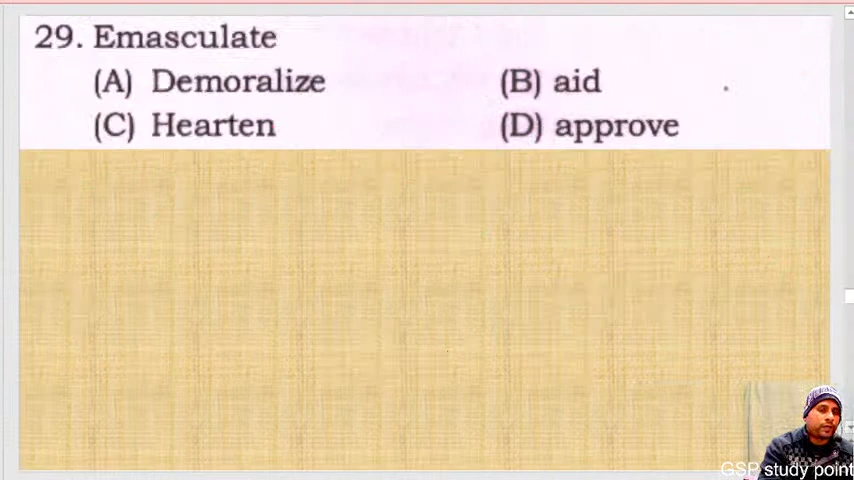 29. Emasculate
(A) Demoralize (B) aid
(C) Hearten (D) approve
GSP study point